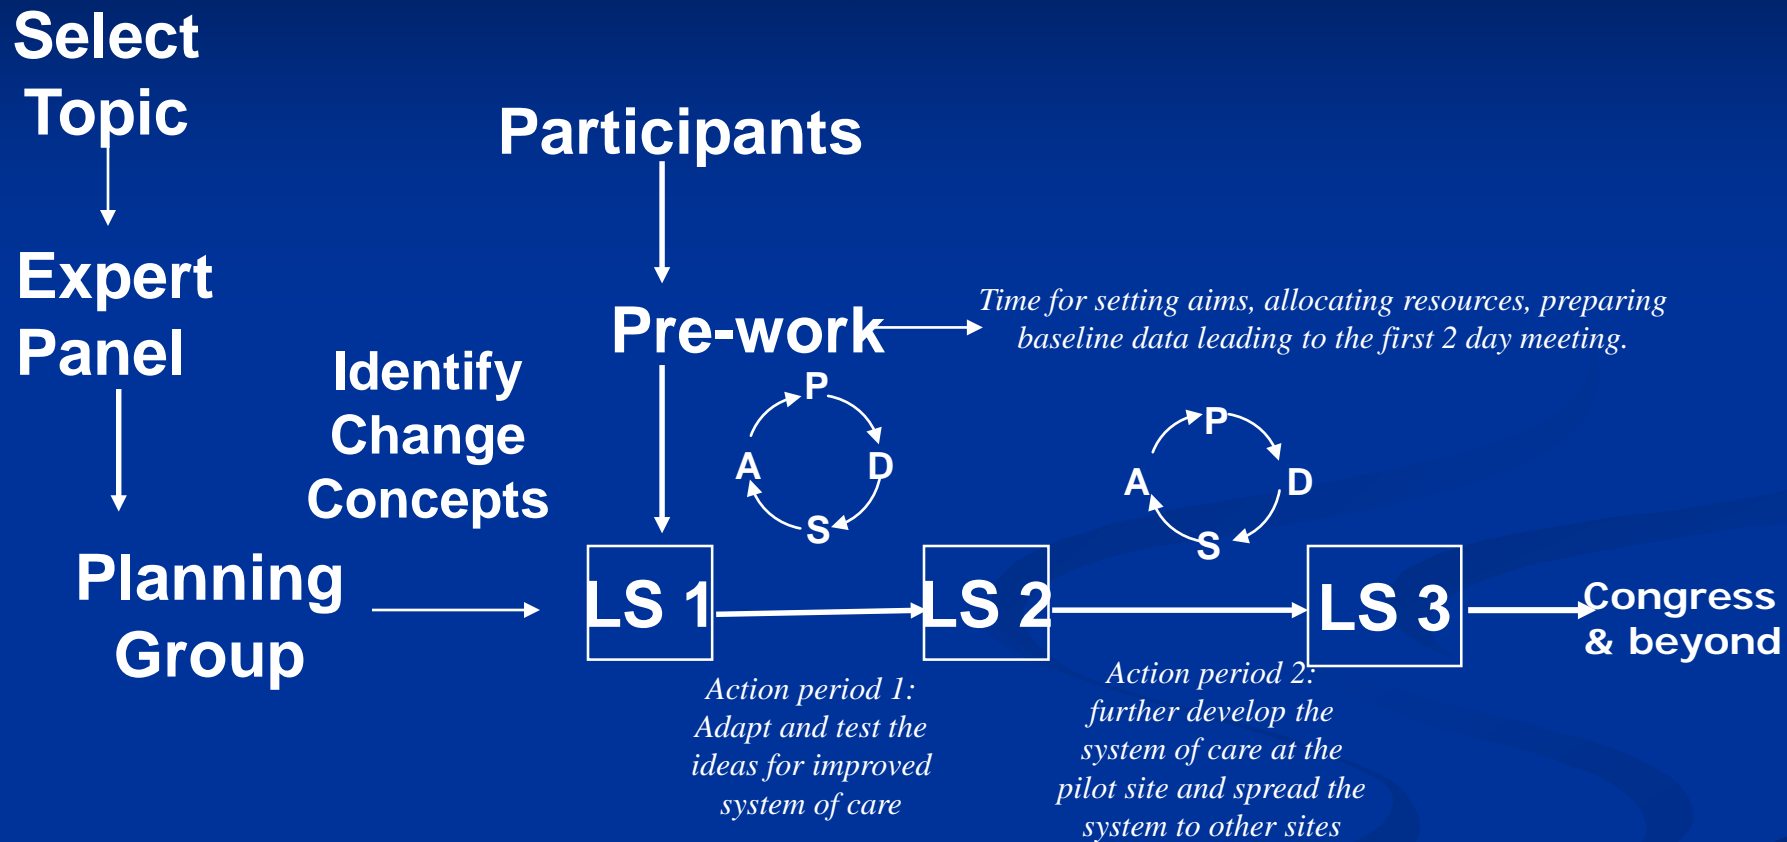 Select
Topic
Expert
Panel
Planning
Group
Identify
Change
Concepts
Participants
Pre-work
Time for setting aims, allocating resources, preparing
baseline data leading to the first 2 day meeting.
P
A
D
S
P
A
D
S
LS 1
LS 2
LS 3
Congress
& beyond
Action period 1:
Adapt and test the
ideas for improved
system of care
Action period 2:
further develop the
system of care at the
pilot site and spread the
system to other sites